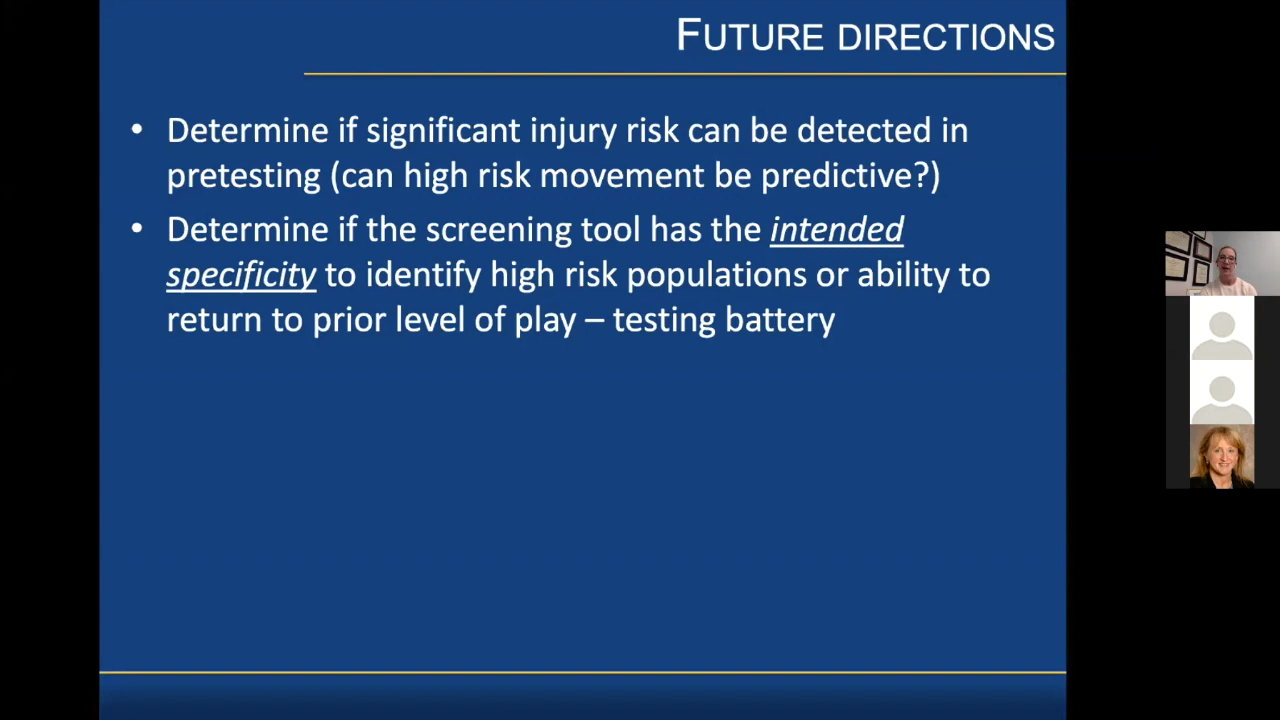 FUTURE DIRECTIONS
• Determine if significant injury risk can be detected in
pretesting (can high risk movement be predictive?)
• Determine if the screening tool has the intended
specificity to identify high risk populations or ability to
return to prior level of play – testing battery